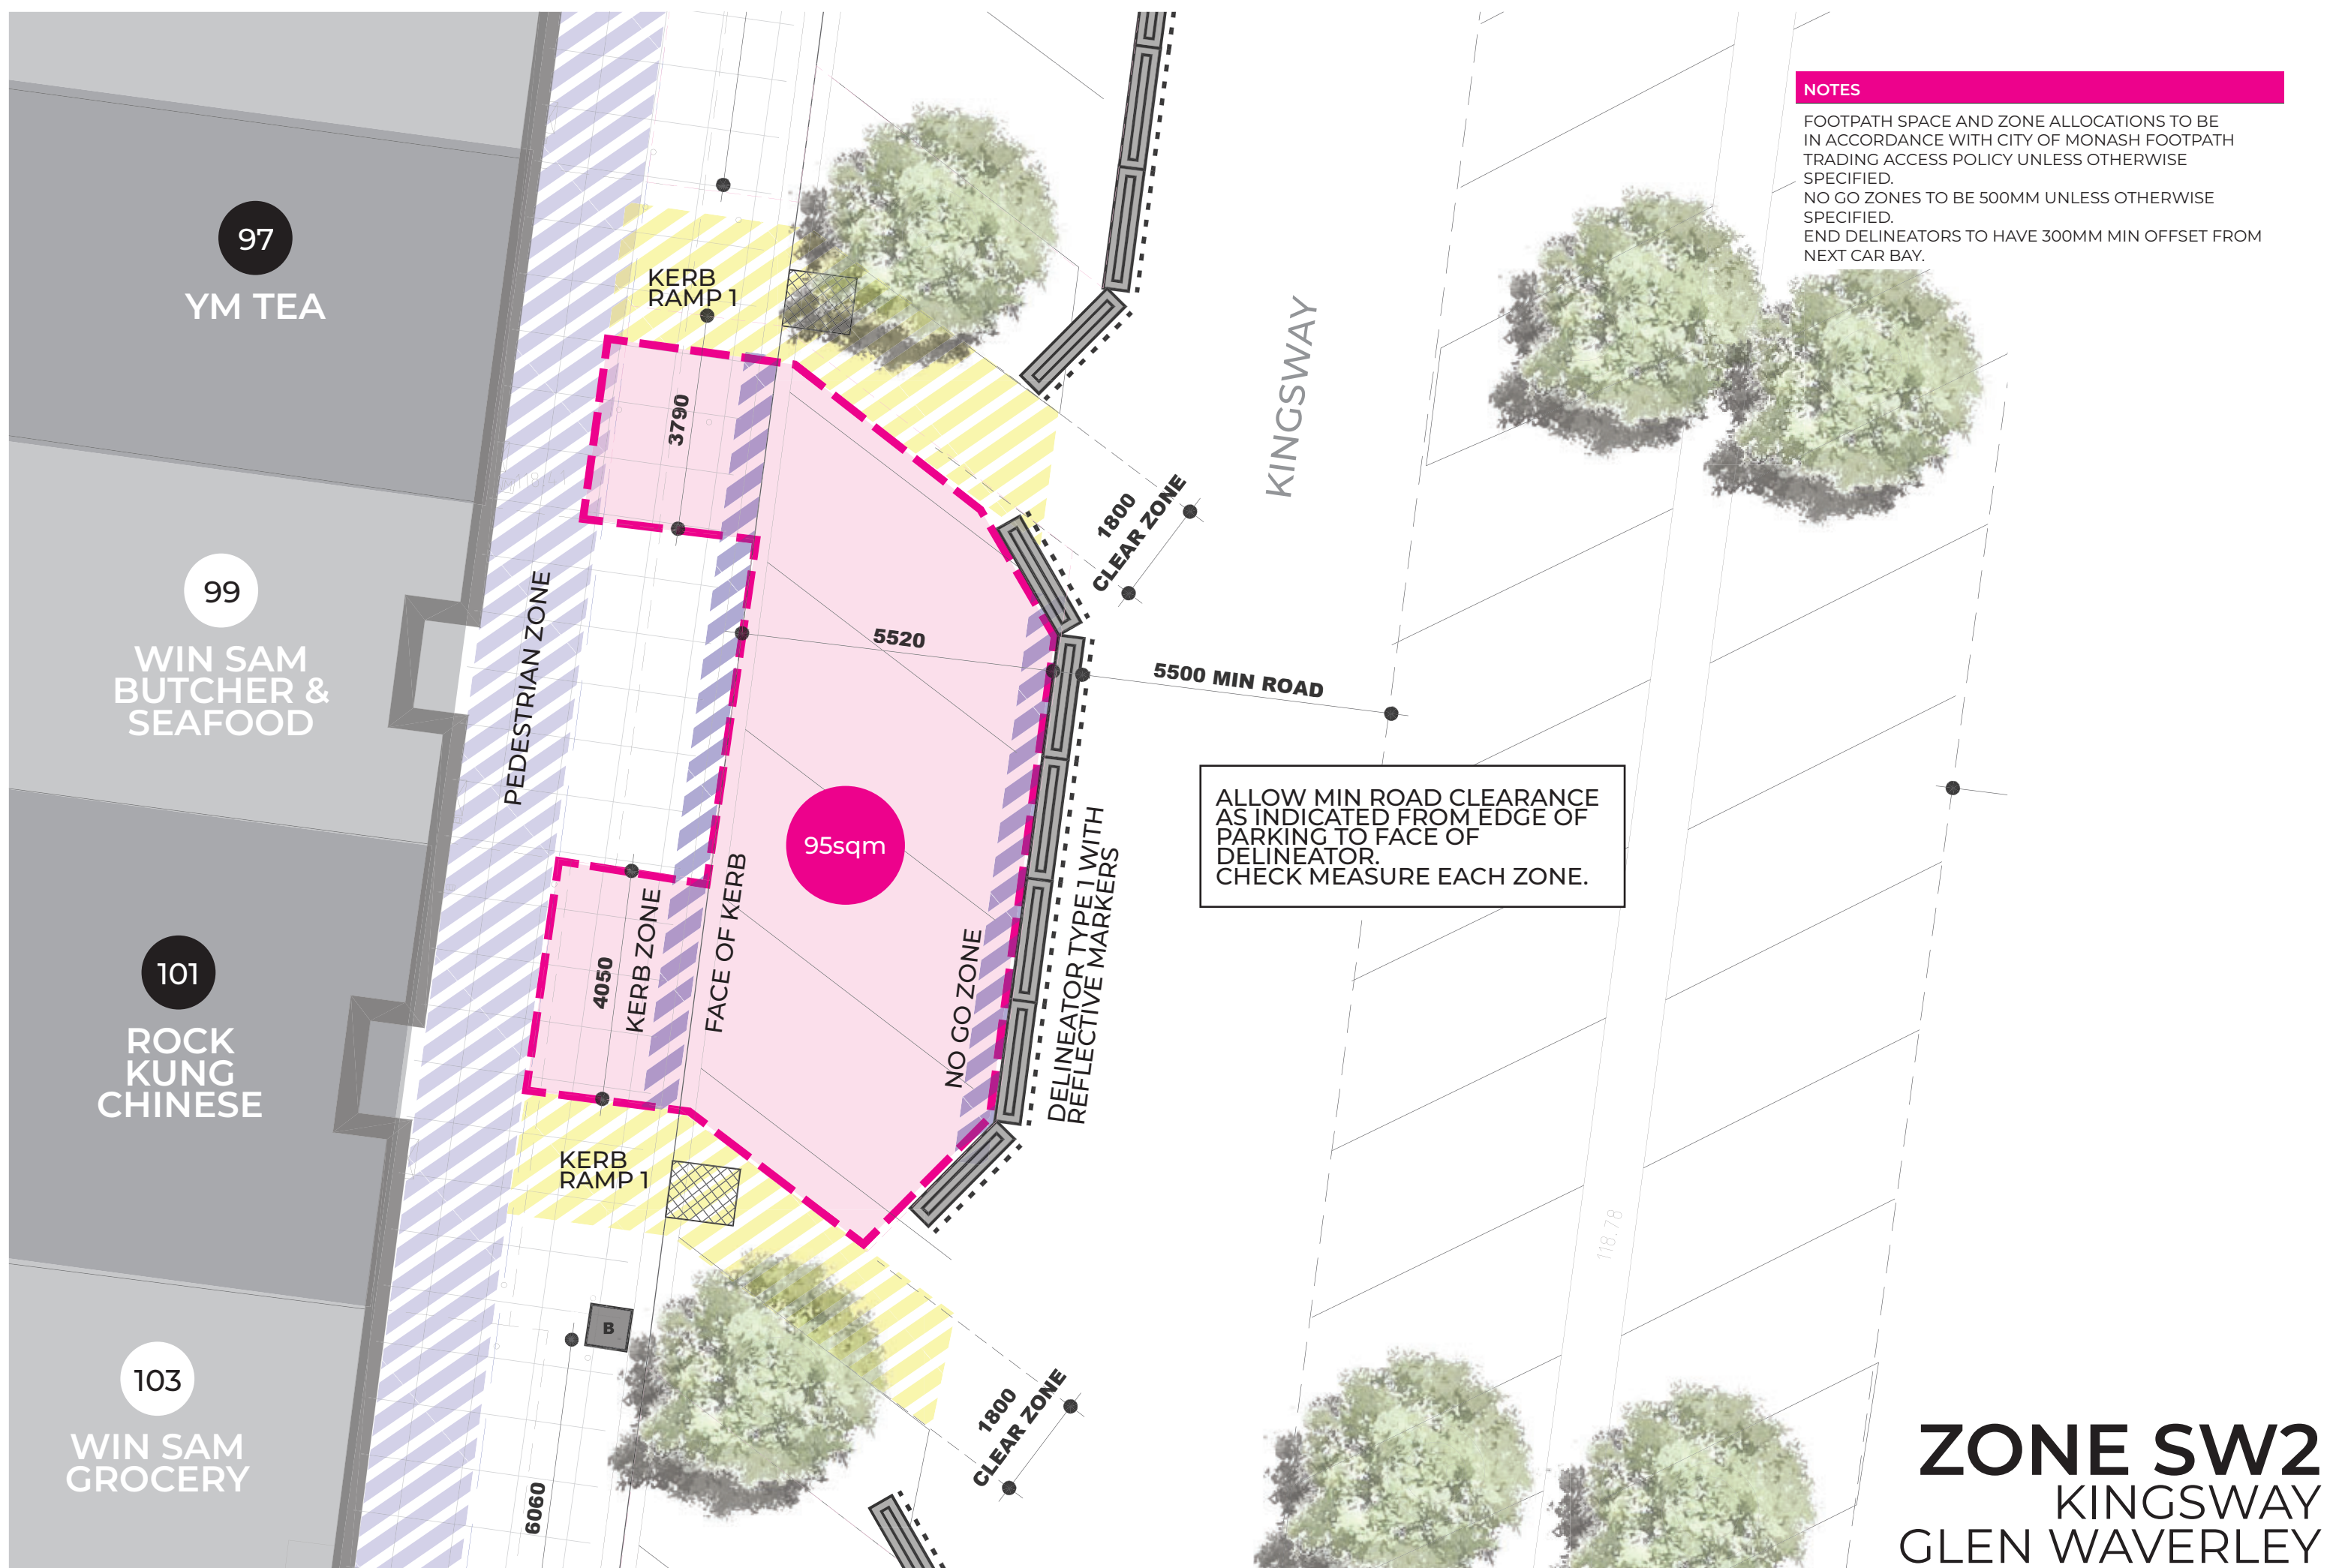 NOTES
FOOTPATH SPACE AND ZONE ALLOCATIONS TO BE
IN ACCORDANCE WITH CITY OF MONASH FOOTPATH
TRADING ACCESS POLICY UNLESS OTHERWISE
SPECIFIED.
NO GO ZONES TO BE 500MM UNLESS OTHERWISE
SPECIFIED.
END DELINEATORS TO HAVE 300MM MIN OFFSET FROM
NEXT CAR BAY.
97
YM TEA
KERB
RAMP 1
KINGSWAY
3790
1800
CLEAR ZONE
99
WIN SAM
BUTCHER &
SEAFOOD
PEDESTRIAN ZONE
5520
5500 MIN ROAD
95sqm
ALLOW MIN ROAD CLEARANCE
AS INDICATED FROM EDGE OF
PARKING TO FACE OF
DELINEATOR.
CHECK MEASURE EACH ZONE.
101
ROCK
KUNG
CHINESE
4050
KERB ZONE
FACE OF KERB
NO GO ZONE
DELINEATOR TYPE 1 WITH
REFLECTIVE MARKERS
KERB
RAMP 1
118.78
B
103
WIN SAM
GROCERY
6060
1800
CLEAR ZONE
ZONE SW2
KINGSWAY
GLEN WAVERLEY